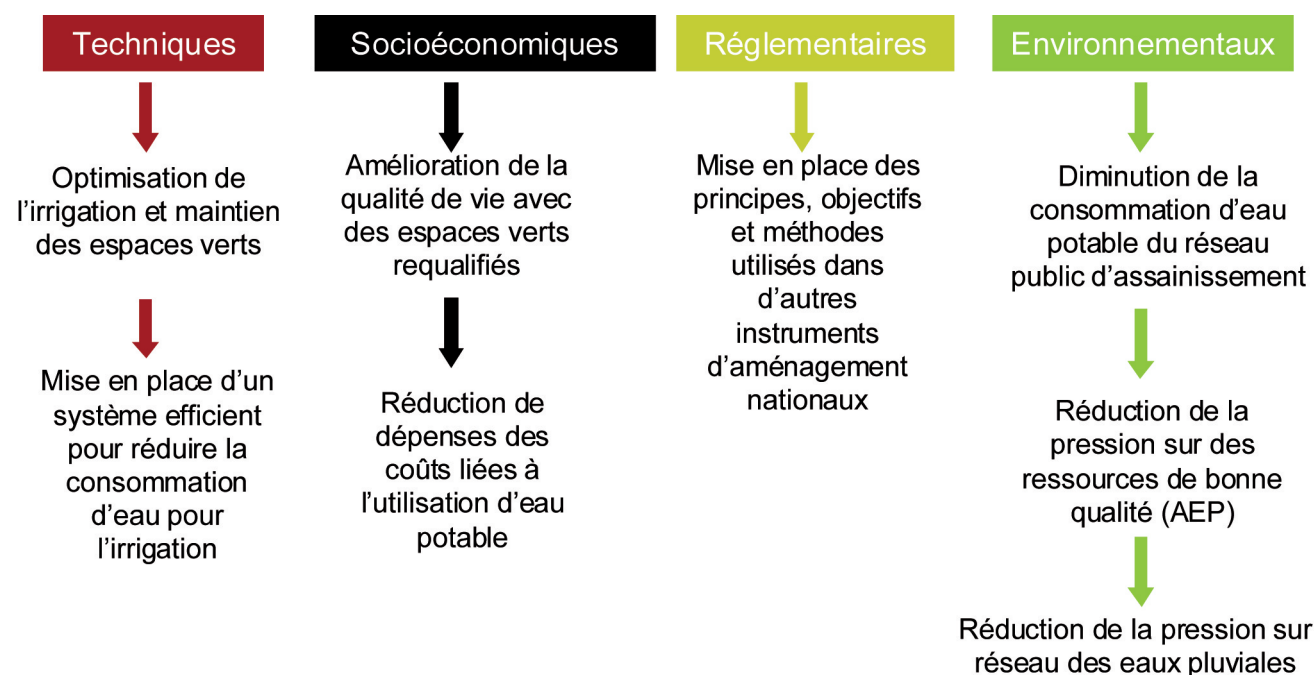 Techniques
Optimisation de
l’irrigation et maintien
des espaces verts
Mise en place d’un
système efficient
pour réduire la
consommation
d’eau pour
l’irrigation
Socioéconomiques
Amélioration de la
qualité de vie avec
des espaces verts
requalifiés
Réduction de
dépenses des
coûts liées à
l’utilisation d’eau
potable
Réglementaires
Mise en place des
principes, objectifs
et méthodes
utilisés dans
d’autres
instruments
d’aménagement
nationaux
Environnementaux
Diminution de la
consommation d’eau
potable du réseau
public d’assainissement
Réduction de la
pression sur des
ressources de bonne
qualité (AEP)
Réduction de la pression sur
réseau des eaux pluviales